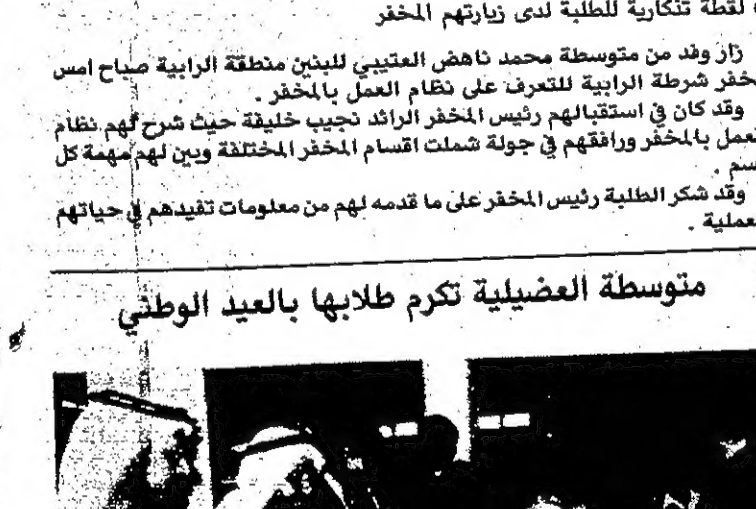 لقطة تذكارية للطلبة لدى زيارتهم المخفر
زار وفد من متوسطة محمد ناهض العتيبي للبنين منطقة الرابية صباح امس
مخفر شرطة الرابية للتعرف على نظام العمل بالمخفر .
وقد كان في استقبالهم رئيس المخفر الرائد نجيب خليفة حيث شرح لهم نظام
العمل بالمخفر ورافقهم في جولة شملت اقسام المخفر المختلفة وبين لهم مهمة كل
قسم .
وقد شكر الطلبة رئيس المخفر على ما قدمه لهم من معلومات تفيدهم في حياتهم
العملية .
متوسطة العضيلية تكرم طلابها بالعيد الوطني